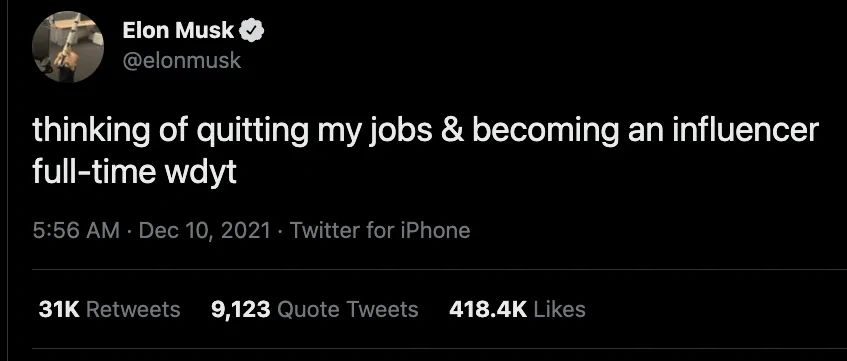 Elon Musk
@elonmusk
thinking of quitting my jobs & becoming an influencer
full-time wdyt
5:56 AM · Dec 10, 2021 · Twitter for iPhone
31K Retweets 9,123 Quote Tweets 418.4K Likes